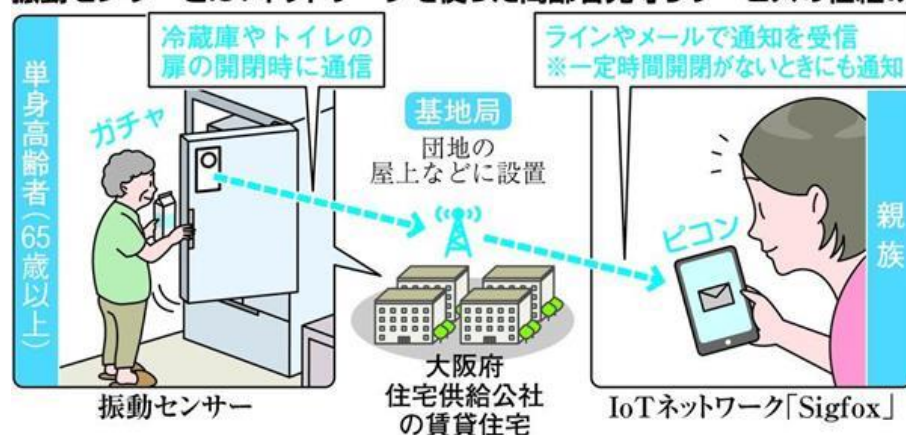 冷蔵庫やトイレの
扉の開閉時に通信
ラインやメールで通知を受信
※一定時間開閉がないときにも通知
単身高齢者(65歳以上)
ガチャ
基地局
団地の
屋上などに設置
ピコン
親族
大阪府
住宅供給公社
の賃貸住宅
振動センサー
IoTネットワーク「Sigfox」